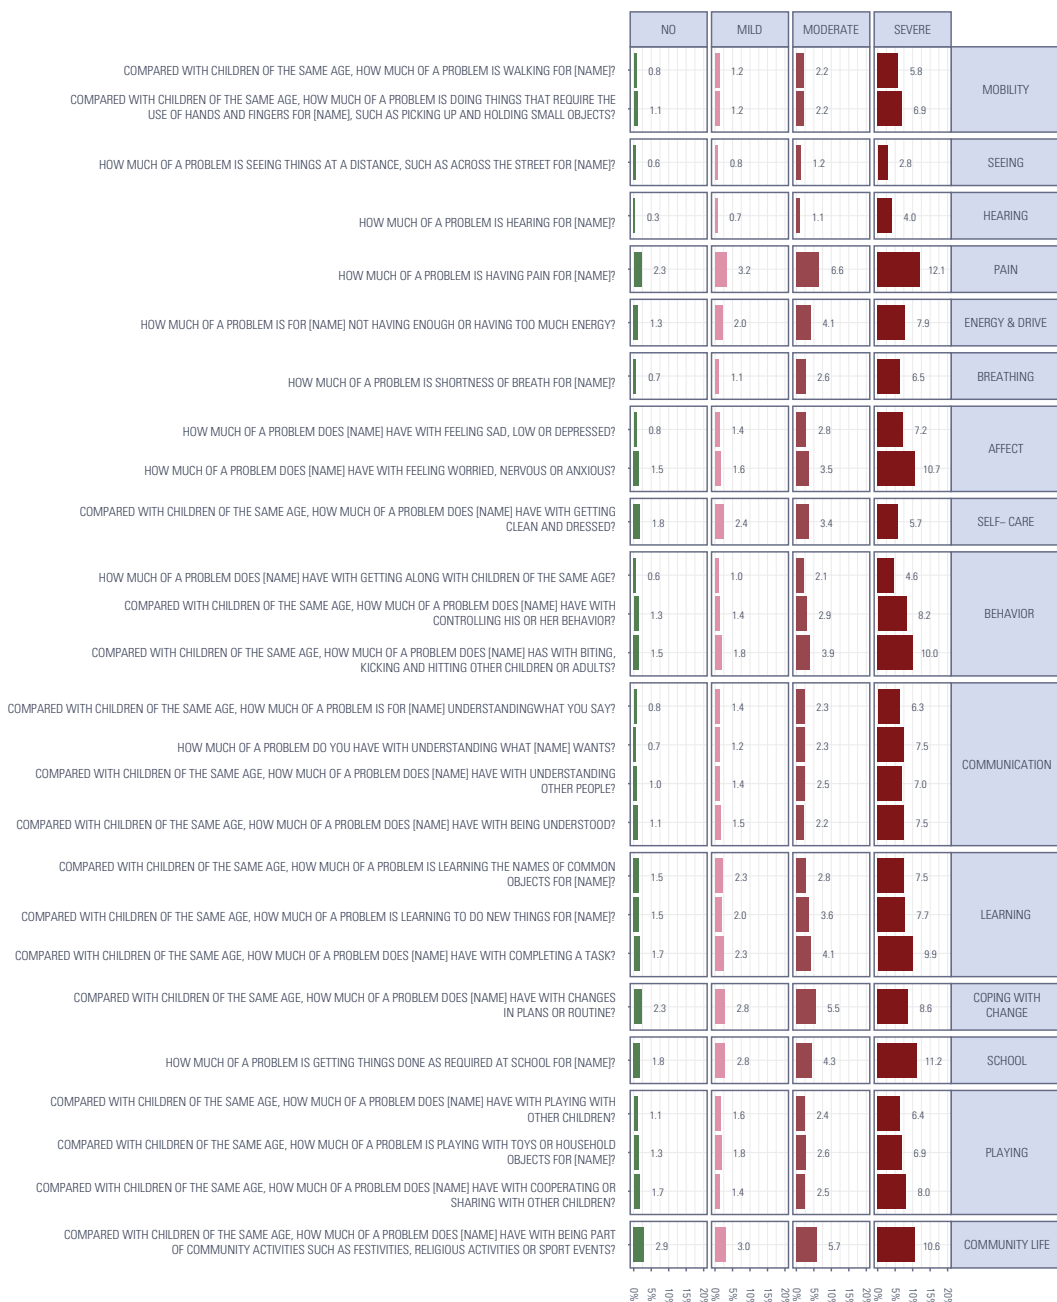 NO MILD MODERATE SEVERE
COMPARED WITH CHILDREN OF THE SAME AGE, HOW MUCH OF A PROBLEM IS WALKING FOR [NAME]? 0.8 1.2 2.2 5.8
MOBILITY
COMPARED WITH CHILDREN OF THE SAME AGE, HOW MUCH OF A PROBLEM IS DOING THINGS THAT REQUIRE THE
USE OF HANDS AND FINGERS FOR [NAME], SUCH AS PICKING UP AND HOLDING SMALL OBJECTS? 1.1 1.2 2.2 6.9
HOW MUCH OF A PROBLEM IS SEEING THINGS AT A DISTANCE, SUCH AS ACROSS THE STREET FOR [NAME]? 0.6 0.8 1.2 2.8 SEEING
HOW MUCH OF A PROBLEM IS HEARING FOR [NAME]? 0.3 0.7 1.1 4.0 HEARING
HOW MUCH OF A PROBLEM IS HAVING PAIN FOR [NAME]? 2.3 3.2 6.6 12.1 PAIN
HOW MUCH OF A PROBLEM IS FOR [NAME] NOT HAVING ENOUGH OR HAVING TOO MUCH ENERGY? 1.3 2.0 4.1 7.9 ENERGY & DRIVE
HOW MUCH OF A PROBLEM IS SHORTNESS OF BREATH FOR [NAME]? 0.7 1.1 2.6 6.5 BREATHING
HOW MUCH OF A PROBLEM DOES [NAME] HAVE WITH FEELING SAD, LOW OR DEPRESSED? 0.8 1.4 2.8 7.2
AFFECT
HOW MUCH OF A PROBLEM DOES [NAME] HAVE WITH FEELING WORRIED, NERVOUS OR ANXIOUS? 1.5 1.6 3.5 10.7
COMPARED WITH CHILDREN OF THE SAME AGE, HOW MUCH OF A PROBLEM DOES [NAME] HAVE WITH GETTING
CLEAN AND DRESSED? 1.8 2.4 3.4 5.7 SELF– CARE
HOW MUCH OF A PROBLEM DOES [NAME] HAVE WITH GETTING ALONG WITH CHILDREN OF THE SAME AGE? 0.6 1.0 2.1 4.6
COMPARED WITH CHILDREN OF THE SAME AGE, HOW MUCH OF A PROBLEM DOES [NAME] HAVE WITH
CONTROLLING HIS OR HER BEHAVIOR? 1.3 1.4 2.9 8.2 BEHAVIOR
COMPARED WITH CHILDREN OF THE SAME AGE, HOW MUCH OF A PROBLEM DOES [NAME] HAS WITH BITING,
KICKING AND HITTING OTHER CHILDREN OR ADULTS? 1.5 1.8 3.9 10.0
COMPARED WITH CHILDREN OF THE SAME AGE, HOW MUCH OF A PROBLEM IS FOR [NAME] UNDERSTANDINGWHAT YOU SAY? 0.8 1.4 2.3 6.3
HOW MUCH OF A PROBLEM DO YOU HAVE WITH UNDERSTANDING WHAT [NAME] WANTS? 0.7 1.2 2.3 7.5
COMMUNICATION
COMPARED WITH CHILDREN OF THE SAME AGE, HOW MUCH OF A PROBLEM DOES [NAME] HAVE WITH UNDERSTANDING
OTHER PEOPLE? 1.0 1.4 2.5 7.0
COMPARED WITH CHILDREN OF THE SAME AGE, HOW MUCH OF A PROBLEM DOES [NAME] HAVE WITH BEING UNDERSTOOD? 1.1 1.5 2.2 7.5
COMPARED WITH CHILDREN OF THE SAME AGE, HOW MUCH OF A PROBLEM IS LEARNING THE NAMES OF COMMON
OBJECTS FOR [NAME]? 1.5 2.3 2.8 7.5
COMPARED WITH CHILDREN OF THE SAME AGE, HOW MUCH OF A PROBLEM IS LEARNING TO DO NEW THINGS FOR [NAME]? 1.5 2.0 3.6 7.7 LEARNING
COMPARED WITH CHILDREN OF THE SAME AGE, HOW MUCH OF A PROBLEM DOES [NAME] HAVE WITH COMPLETING A TASK? 1.7 2.3 4.1 9.9
COMPARED WITH CHILDREN OF THE SAME AGE, HOW MUCH OF A PROBLEM DOES [NAME] HAVE WITH CHANGES
IN PLANS OR ROUTINE? 2.3 2.8 5.5 8.6
COPING WITH
CHANGE
HOW MUCH OF A PROBLEM IS GETTING THINGS DONE AS REQUIRED AT SCHOOL FOR [NAME]? 1.8 2.8 4.3 11.2 SCHOOL
COMPARED WITH CHILDREN OF THE SAME AGE, HOW MUCH OF A PROBLEM DOES [NAME] HAVE WITH PLAYING WITH
OTHER CHILDREN? 1.1 1.6 2.4 6.4
COMPARED WITH CHILDREN OF THE SAME AGE, HOW MUCH OF A PROBLEM IS PLAYING WITH TOYS OR HOUSEHOLD
OBJECTS FOR [NAME]? 1.3 1.8 2.6 6.9 PLAYING
COMPARED WITH CHILDREN OF THE SAME AGE, HOW MUCH OF A PROBLEM DOES [NAME] HAVE WITH COOPERATING OR
SHARING WITH OTHER CHILDREN? 1.7 1.4 2.5 8.0
COMPARED WITH CHILDREN OF THE SAME AGE, HOW MUCH OF A PROBLEM DOES [NAME] HAVE WITH BEING PART
OF COMMUNITY ACTIVITIES SUCH AS FESTIVITIES, RELIGIOUS ACTIVITIES OR SPORT EVENTS? 2.9 3.0 5.7 10.6 COMMUNITY LIFE
0% 5% 10% 15% 20% 0% 5% 10% 15% 20% 0% 5% 10% 15% 20% 0% 5% 10% 15% 20%